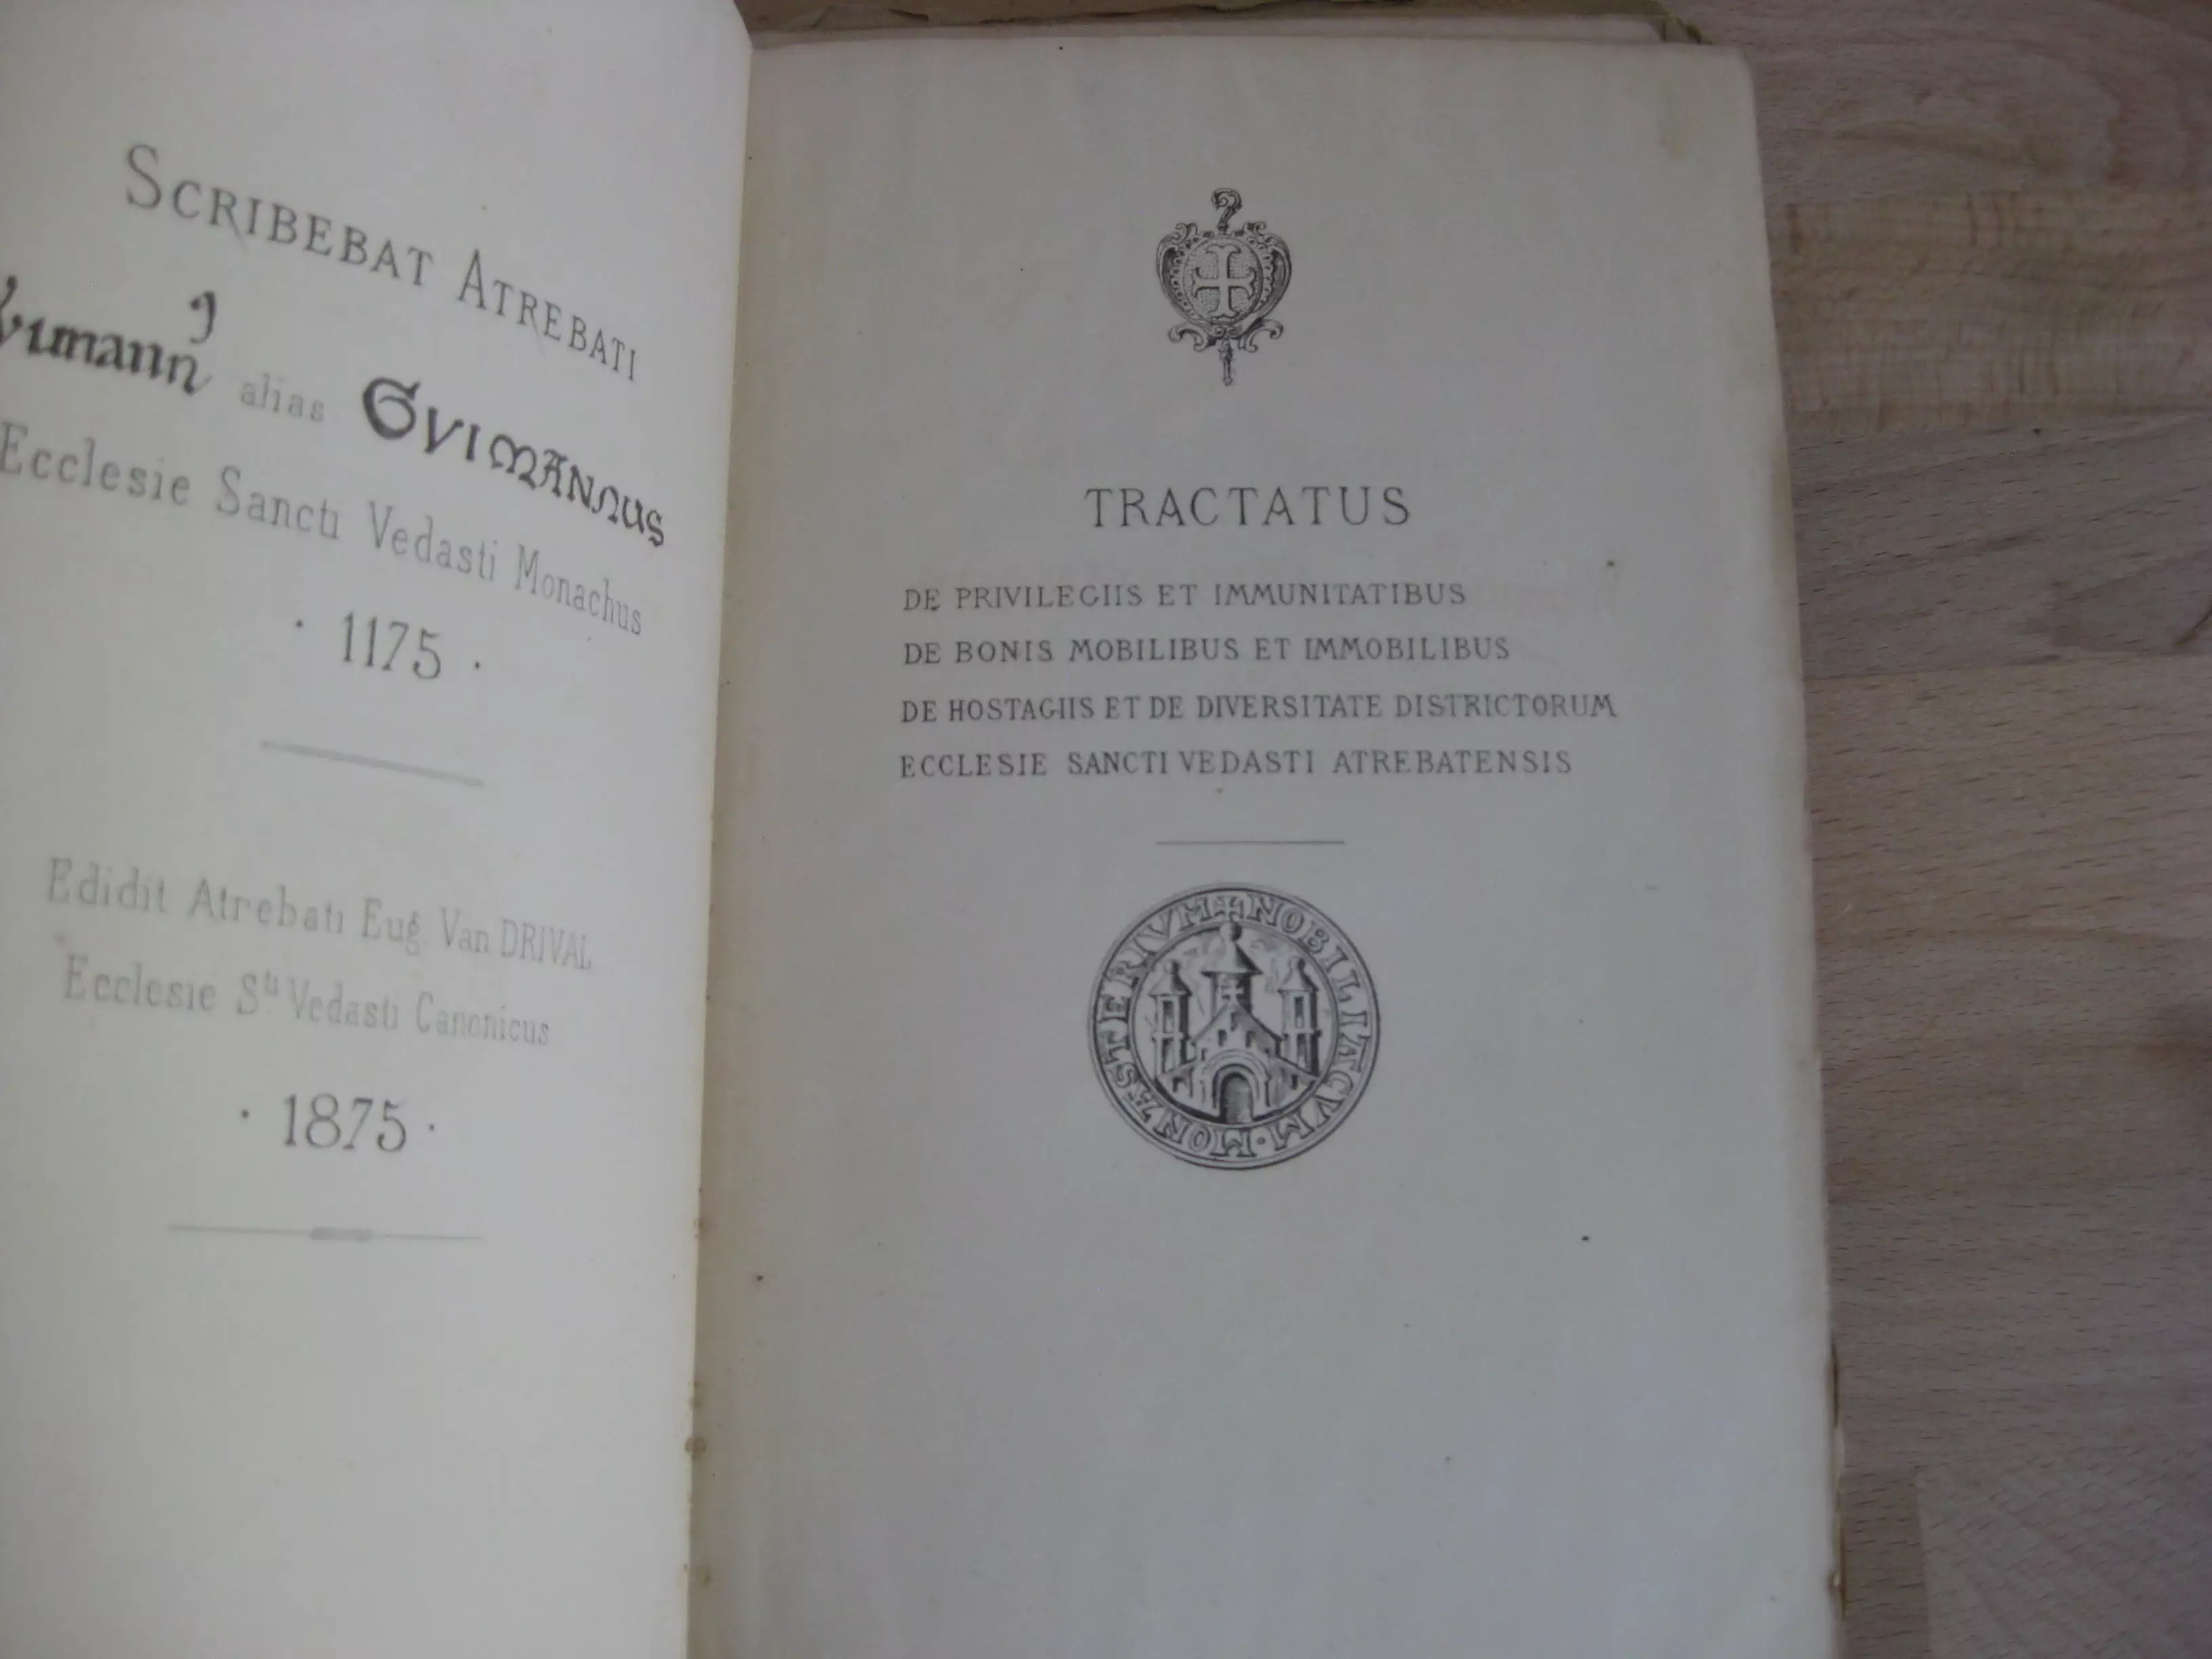 SCRIBEBAT ATREBATI
alias GVIMANNUS
Ecclesie Sancti Vedasti Monachus
· 1175 ·
Edidit Atrebati Eug. Van DRIVAL
Ecclesie Sti Vedasti Canonicus
· 1875 ·
TRACTATUS
DE PRIVILEGIIS ET IMMUNITATIBUS
DE BONIS MOBILIBUS ET IMMOBILIBUS
DE HOSTAGIIS ET DE DIVERSITATE DISTRICTORUM
ECCLESIE SANCTI VEDASTI ATREBATENSIS
+ NOBILIACVM · MONASTERIVM